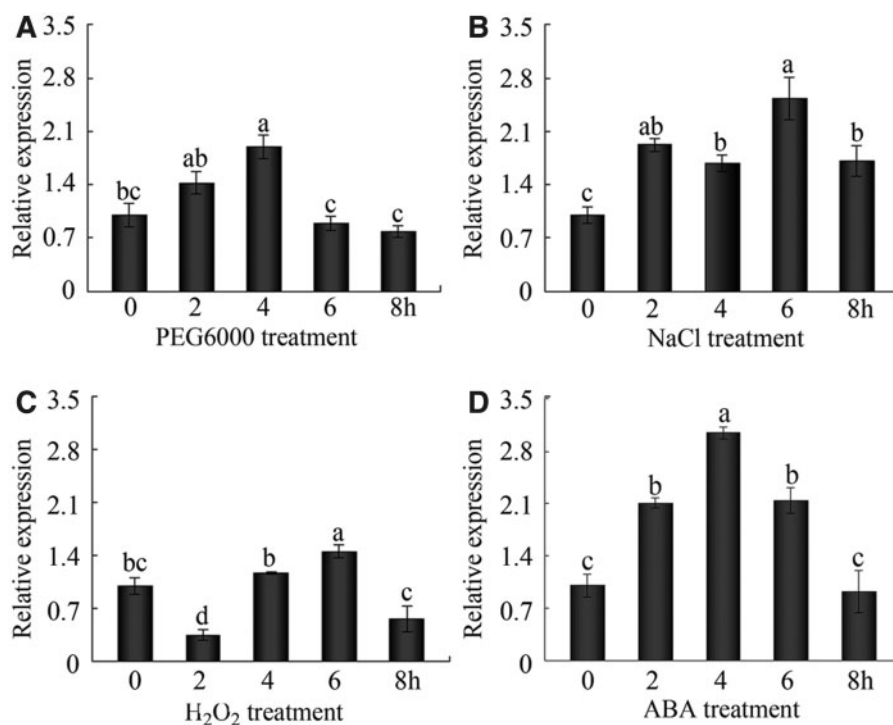 A
Relative expression
3.5
2.8
2.1
1.4
0.7
0
bc
ab
a
c
c
0 2 4 6 8h
PEG6000 treatment
B
Relative expression
3.5
2.8
2.1
1.4
0.7
0
c
ab
b
a
b
0 2 4 6 8h
NaCl treatment
C
Relative expression
3.5
2.8
2.1
1.4
0.7
0
bc
d
b
a
c
0 2 4 6 8h
H₂O₂ treatment
D
Relative expression
3.5
2.8
2.1
1.4
0.7
0
c
b
a
b
c
0 2 4 6 8h
ABA treatment